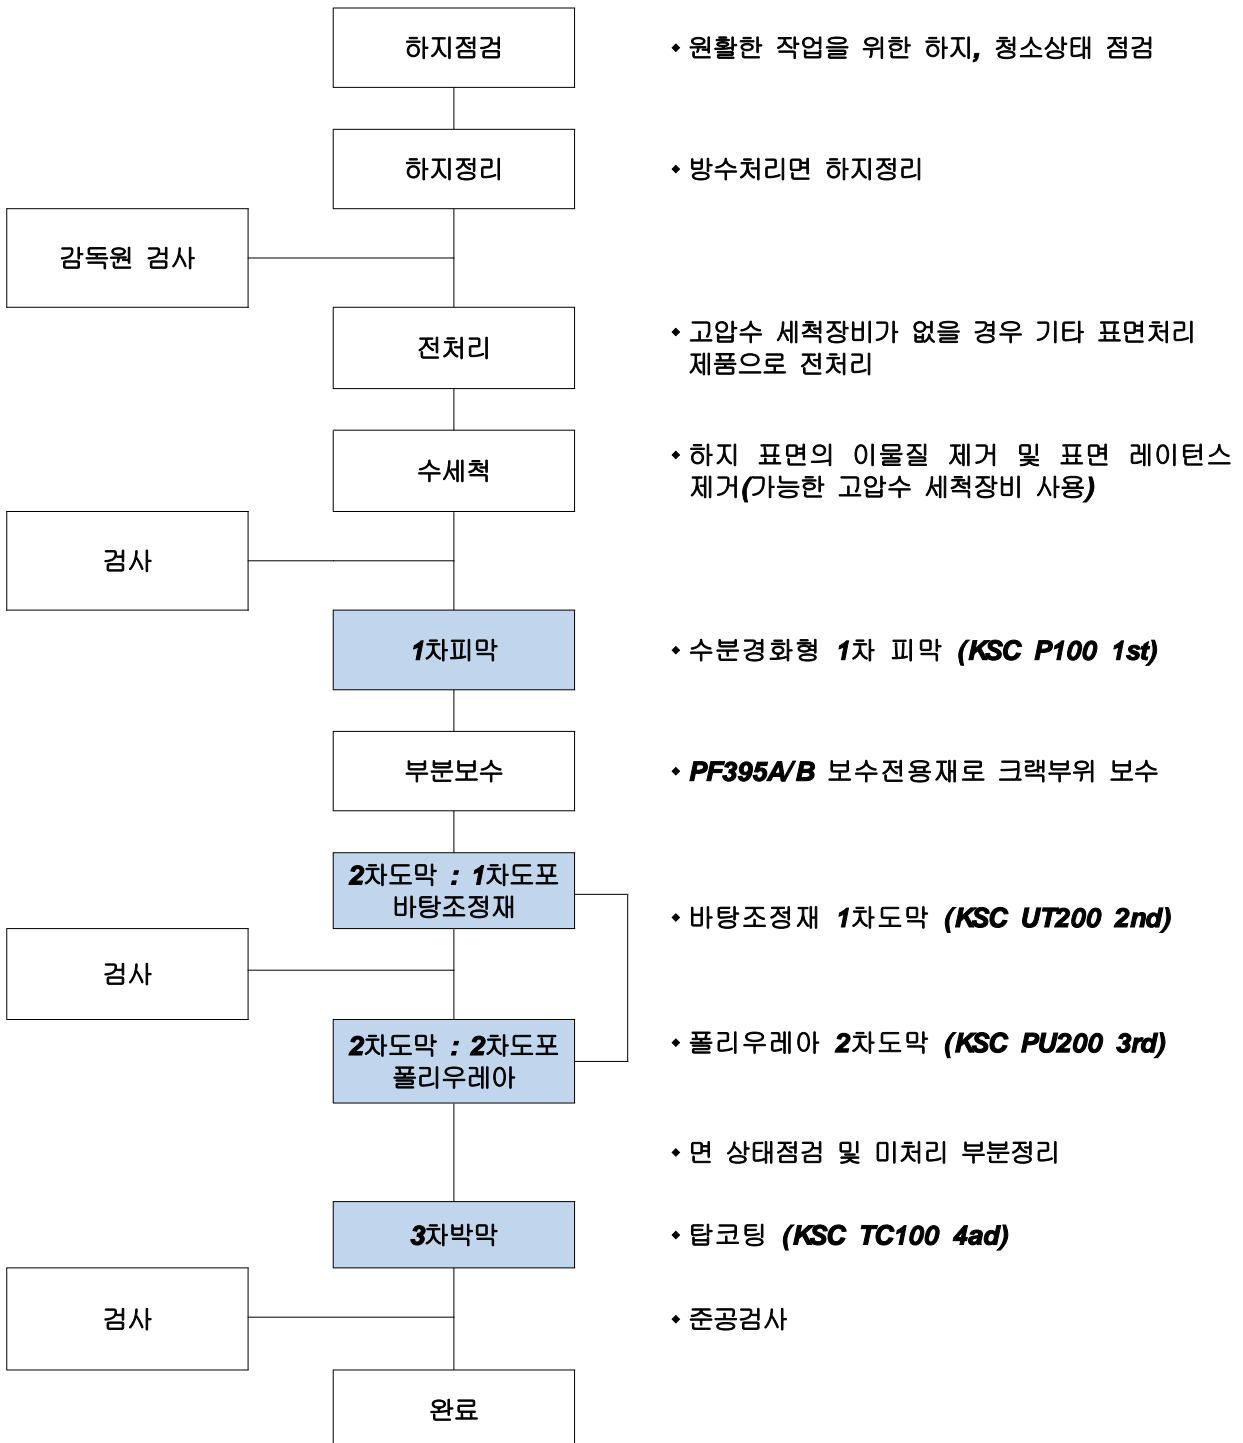 하지점검
◆ 원활한 작업을 위한 하지, 청소상태 점검
하지정리
◆ 방수처리면 하지정리
감독원 검사
전처리
◆ 고압수 세척장비가 없을 경우 기타 표면처리
제품으로 전처리
수세척
◆ 하지 표면의 이물질 제거 및 표면 레이턴스
제거(가능한 고압수 세척장비 사용)
검사
1차피막
◆ 수분경화형 1차 피막 (KSC P100 1st)
부분보수
◆ PF395A/B 보수전용재로 크랙부위 보수
2차도막 : 1차도포
바탕조정재
◆ 바탕조정재 1차도막 (KSC UT200 2nd)
검사
2차도막 : 2차도포
폴리우레아
◆ 폴리우레아 2차도막 (KSC PU200 3rd)
◆ 면 상태점검 및 미처리 부분정리
3차박막
◆ 탑코팅 (KSC TC100 4ad)
검사
◆ 준공검사
완료